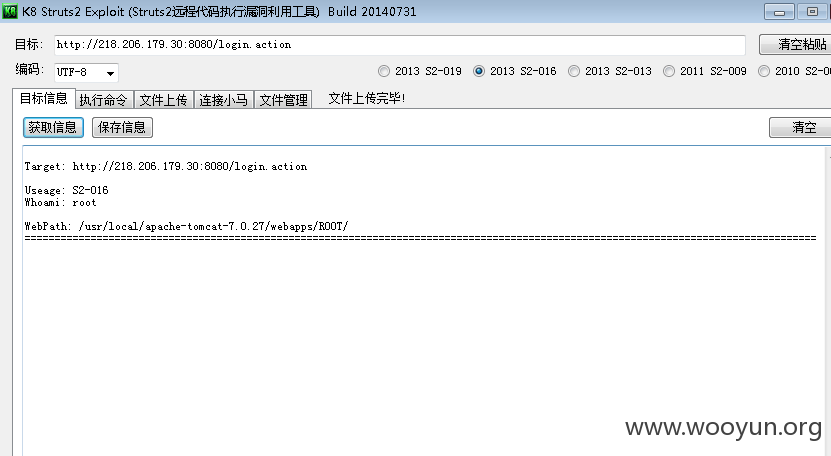 K8 Struts2 Exploit (Struts2远程代码执行漏洞利用工具) Build 20140731
目标: http://218.206.179.30:8080/login.action 清空粘贴
编码: UTF-8 2013 S2-019 2013 S2-016 2013 S2-013 2011 S2-009 2010 S2-0
目标信息 执行命令 文件上传 连接小马 文件管理 文件上传完毕!
获取信息 保存信息 清空
Target: http://218.206.179.30:8080/login.action
Useage: S2-016
Whoami: root
WebPath: /usr/local/apache-tomcat-7.0.27/webapps/ROOT/
www.wooyun.org